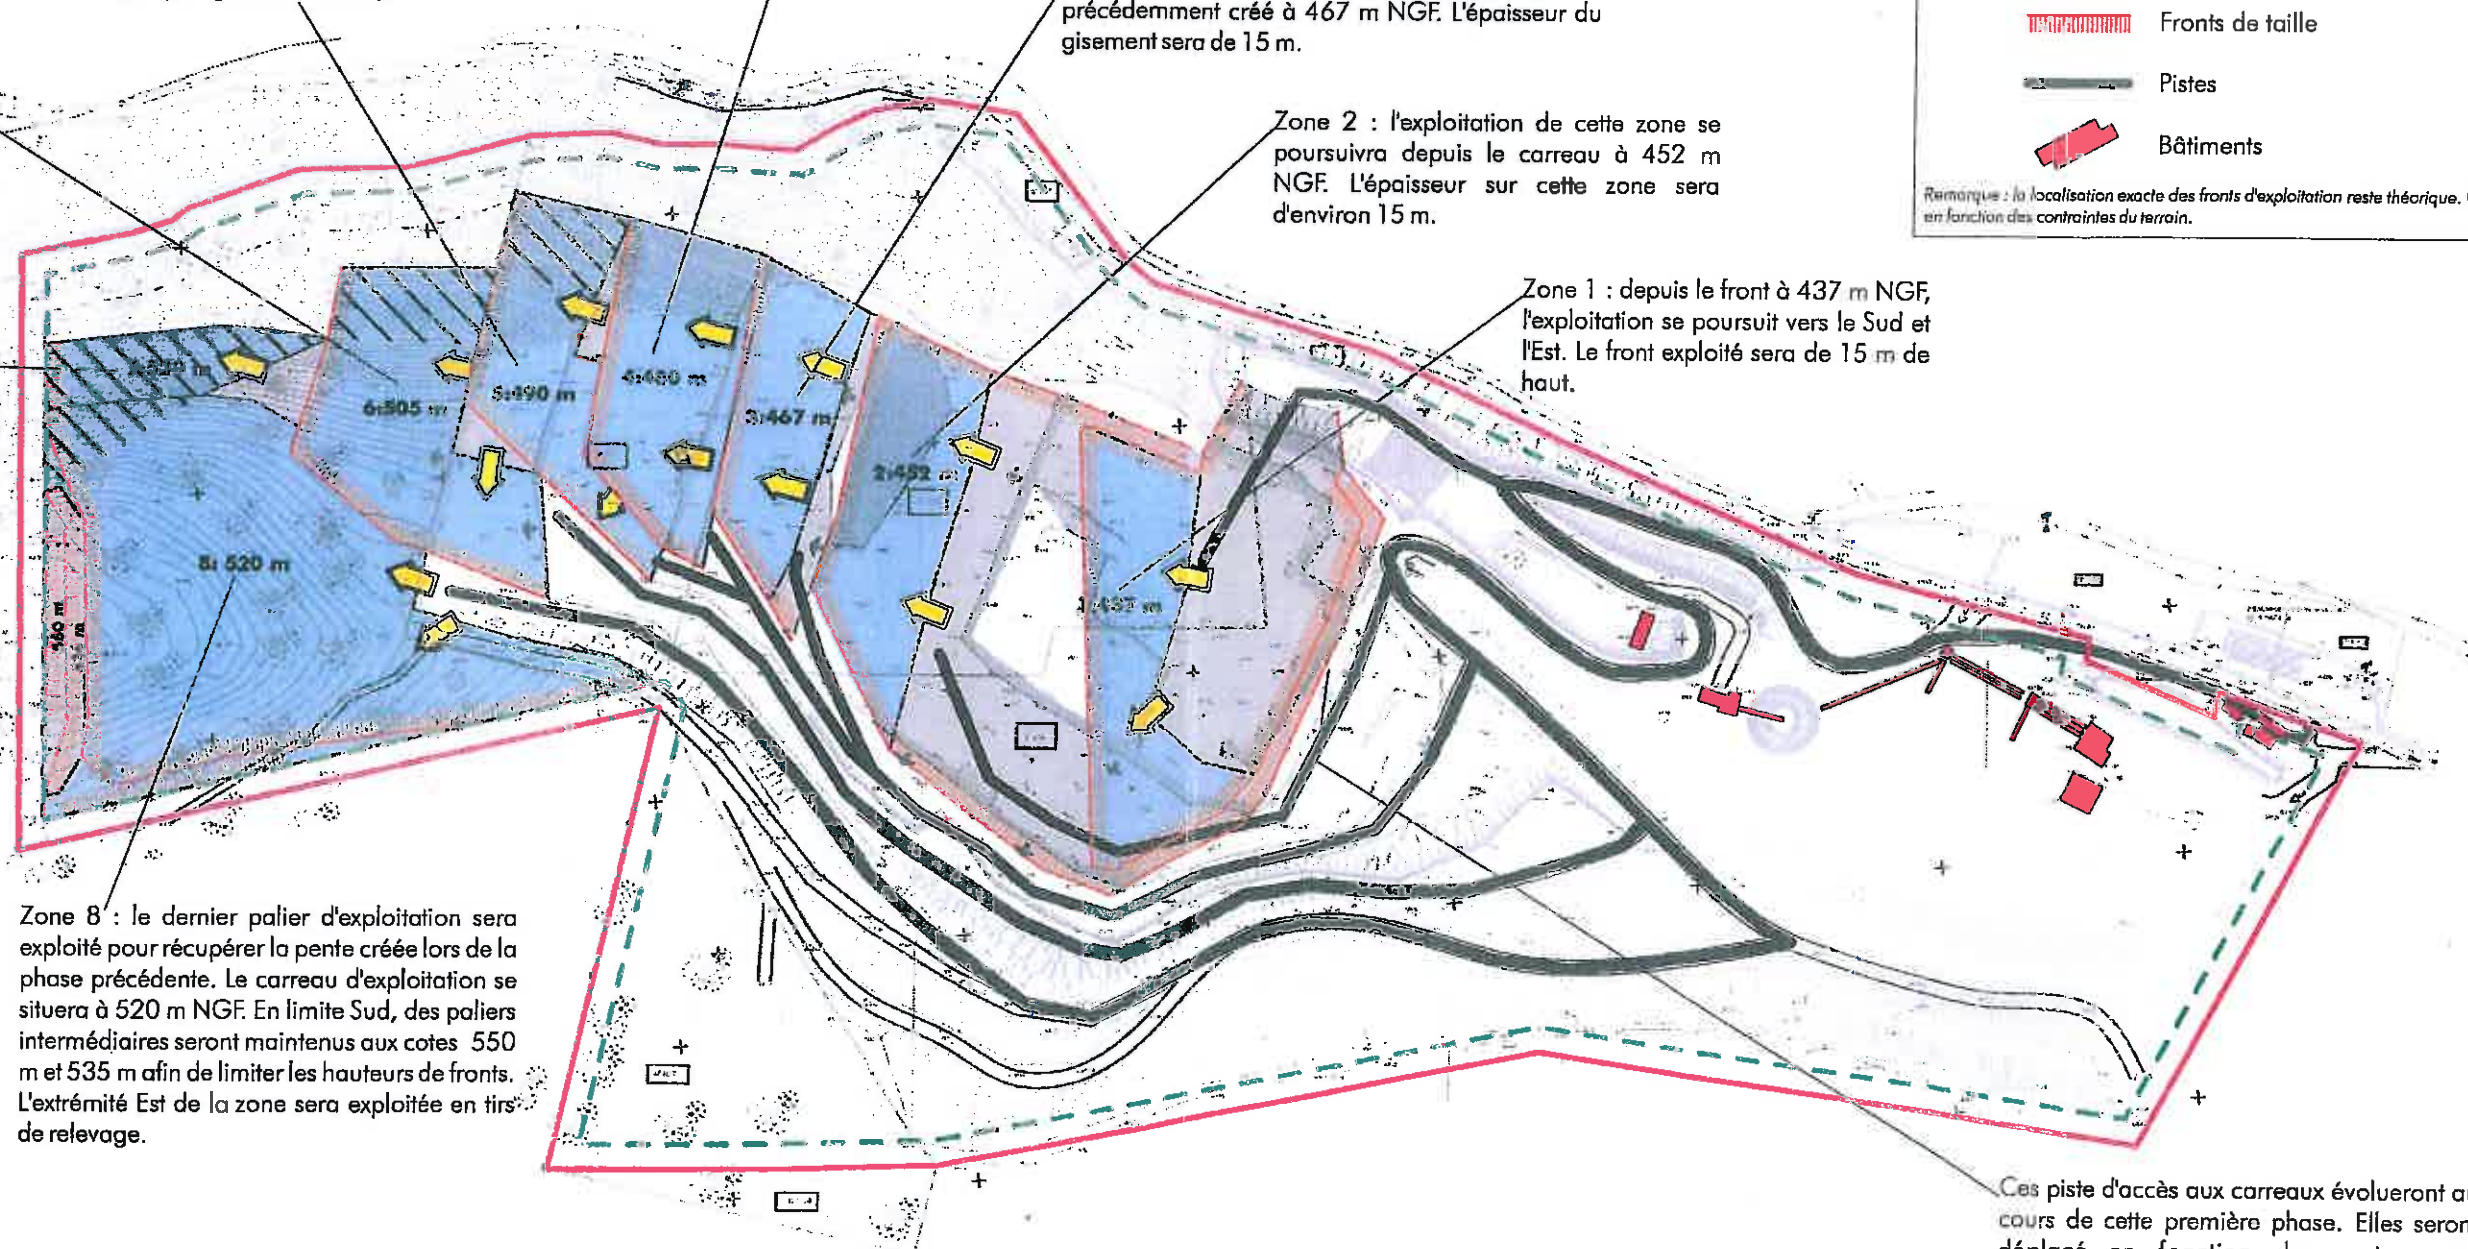 précédemment créé à 467 m NGF. L'épaisseur du
gisement sera de 15 m.
Fronts de taille
Pistes
Bâtiments
Remarque : la localisation exacte des fronts d'exploitation reste théorique.
en fonction des contraintes du terrain.
Zone 2 : l'exploitation de cette zone se
poursuivra depuis le carreau à 452 m
NGF. L'épaisseur sur cette zone sera
d'environ 15 m.
Zone 1 : depuis le front à 437 m NGF,
l'exploitation se poursuit vers le Sud et
l'Est. Le front exploité sera de 15 m de
haut.
6:505 m
5:490 m
4:480 m
3:467 m
2:452 m
1:437 m
8: 520 m
Zone 8 : le dernier palier d'exploitation sera
exploité pour récupérer la pente créée lors de la
phase précédente. Le carreau d'exploitation se
situera à 520 m NGF. En limite Sud, des paliers
intermédiaires seront maintenus aux cotes 550
m et 535 m afin de limiter les hauteurs de fronts.
L'extrémité Est de la zone sera exploitée en tirs
de relevage.
Ces piste d'accès aux carreaux évolueront au
cours de cette première phase. Elles seron
déplacé en fonction